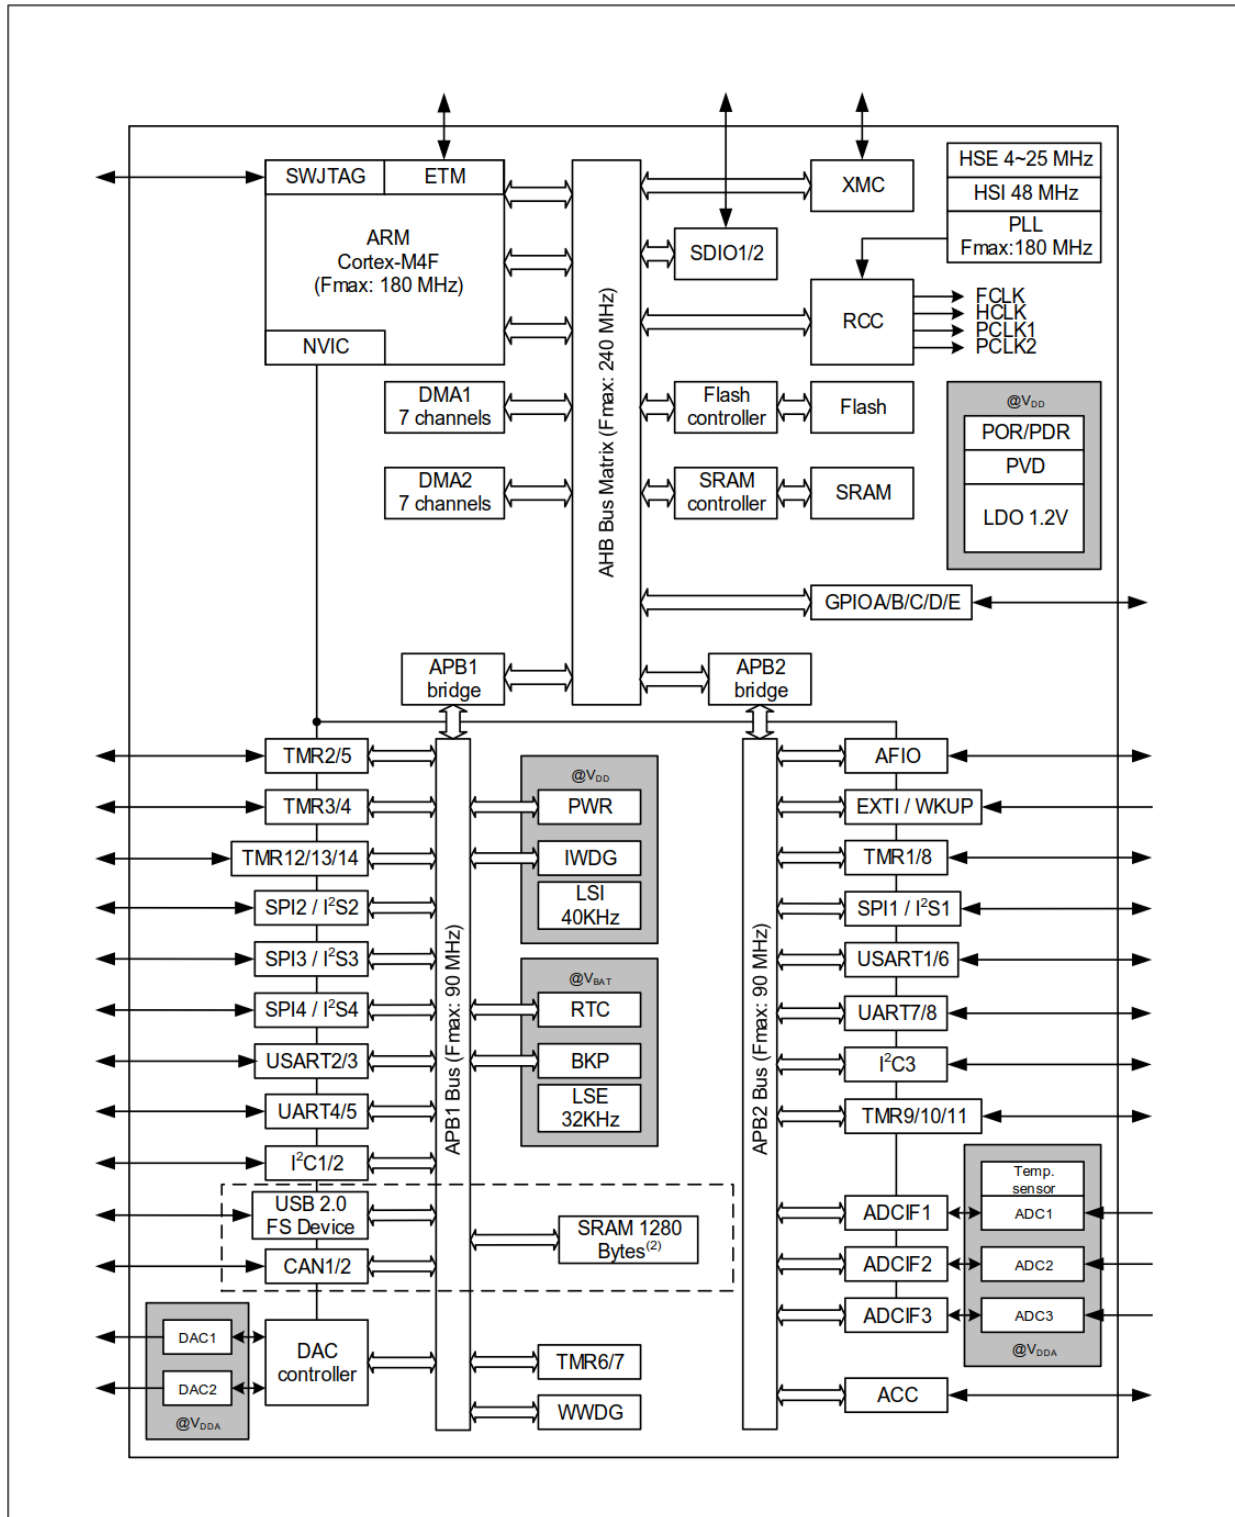 SWJTAG
ETM
ARM
Cortex-M4F
(Fmax: 180 MHz)
NVIC
DMA1
7 channels
DMA2
7 channels
AHB Bus Matrix (Fmax: 240 MHz)
XMC
SDIO1/2
RCC
HSE 4~25 MHz
HSI 48 MHz
PLL
Fmax:180 MHz
FCLK
HCLK
PCLK1
PCLK2
Flash
controller
Flash
SRAM
controller
SRAM
@VDD
POR/PDR
PVD
LDO 1.2V
GPIOA/B/C/D/E
APB1
bridge
APB2
bridge
TMR2/5
TMR3/4
TMR12/13/14
SPI2 / I²S2
SPI3 / I²S3
SPI4 / I²S4
USART2/3
UART4/5
I²C1/2
USB 2.0
FS Device
CAN1/2
DAC1
DAC2
@VDDA
DAC
controller
APB1 Bus (Fmax: 90 MHz)
@VDD
PWR
IWDG
LSI
40KHz
@VBAT
RTC
BKP
LSE
32KHz
SRAM 1280
Bytes(2)
TMR6/7
WWDG
APB2 Bus (Fmax: 90 MHz)
AFIO
EXTI / WKUP
TMR1/8
SPI1 / I²S1
USART1/6
UART7/8
I²C3
TMR9/10/11
ADCIF1
ADCIF2
ADCIF3
ACC
Temp.
sensor
ADC1
ADC2
ADC3
@VDDA